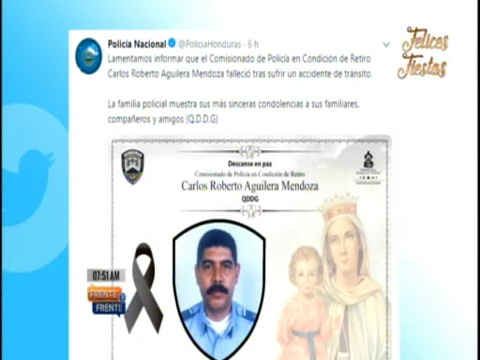 Policía Nacional @PoliciaHonduras · 6 h
Lamentamos informar que el Comisionado de Policía en Condición de Retiro
Carlos Roberto Aguilera Mendoza falleció tras sufrir un accidente de tránsito.
La familia policial muestra sus más sinceras condolencias a sus familiares,
compañeros y amigos (Q.D.D.G)
Felices
Fiestas
Descanse en paz
Comisionado de Policía en Condición de Retiro
Carlos Roberto Aguilera Mendoza
QDDG
07:51 AM
FRENTE a
FRENTE